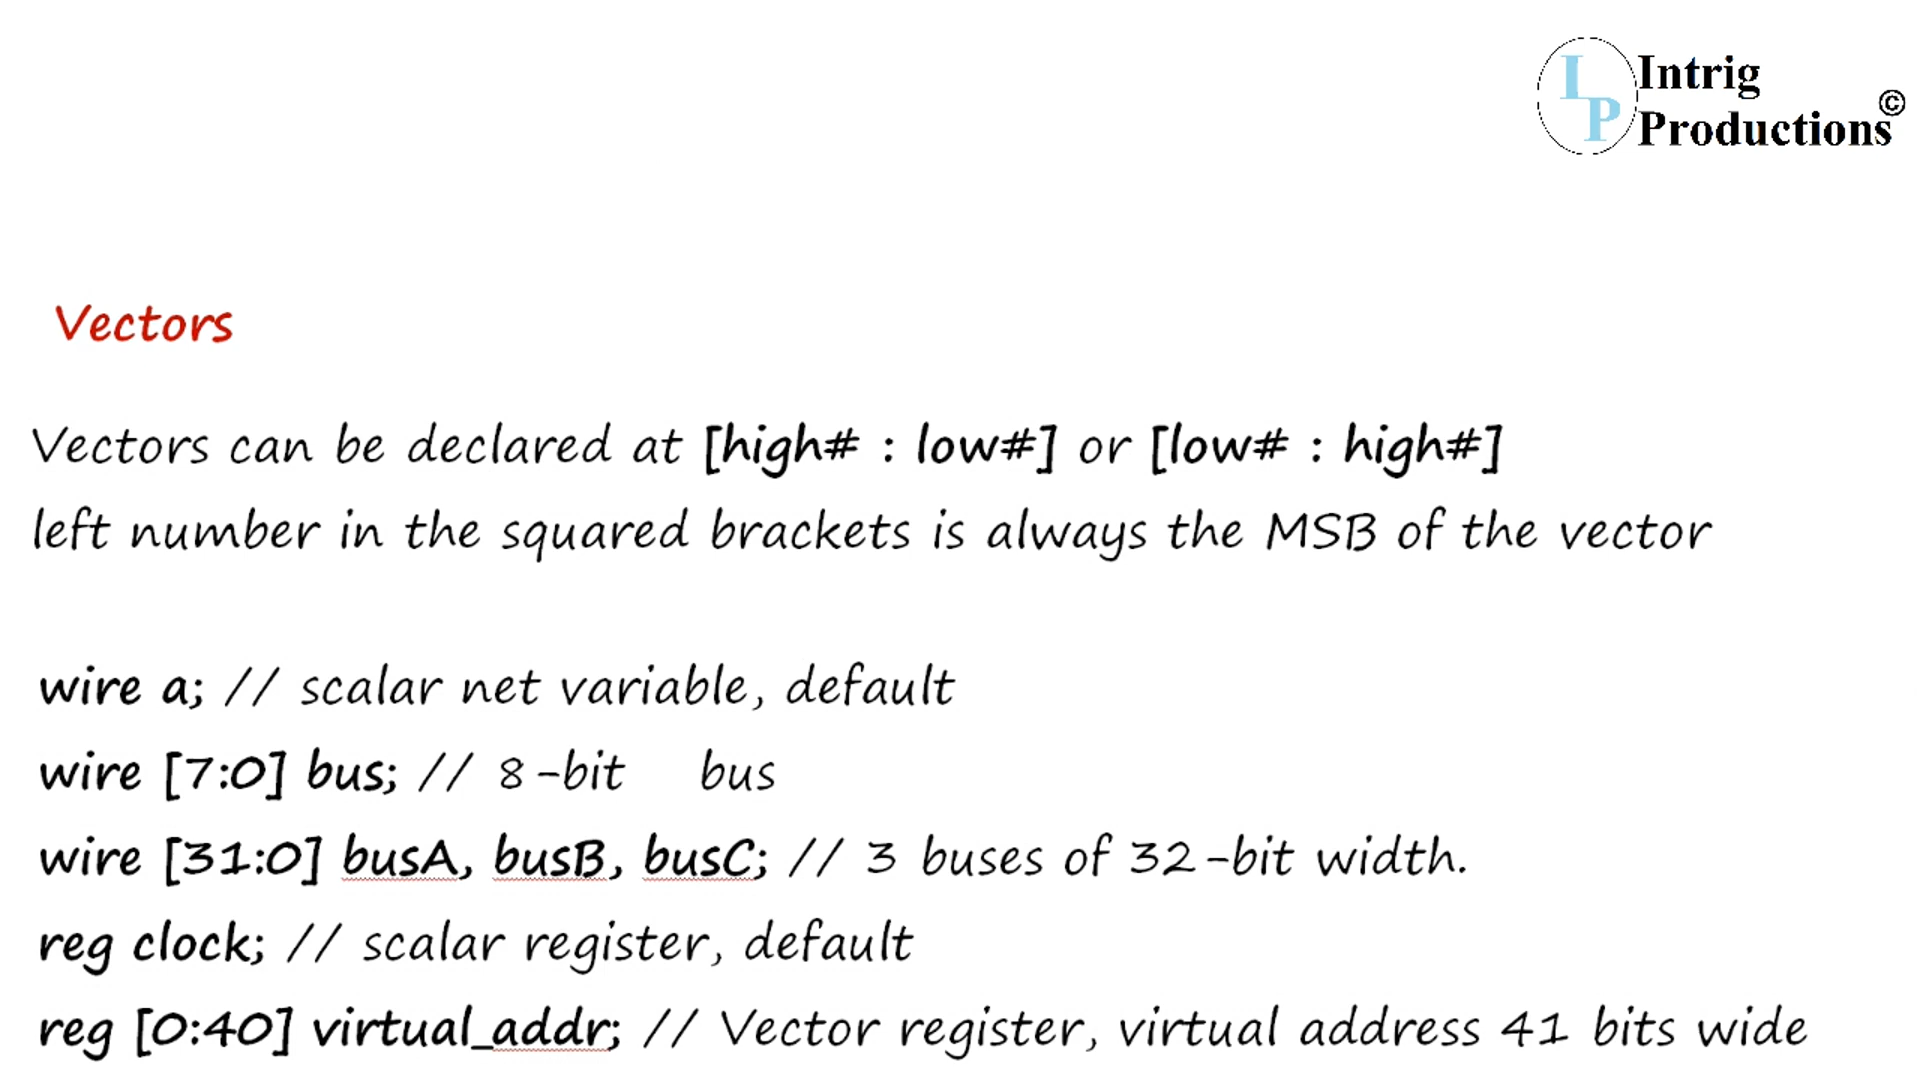 LP
Intrig
Productions©
Vectors
Vectors can be declared at [high# : low#] or [low# : high#]
left number in the squared brackets is always the MSB of the vector
wire a; // scalar net variable, default
wire [7:0] bus; // 8-bit bus
wire [31:0] busA, busB, busC; // 3 buses of 32-bit width.
reg clock; // scalar register, default
reg [0:40] virtual_addr; // Vector register, virtual address 41 bits wide